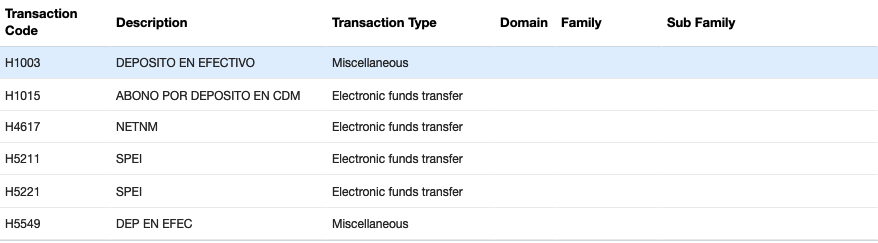 Transaction Code Description Transaction Type Domain Family Sub Family
H1003 DEPOSITO EN EFECTIVO Miscellaneous
H1015 ABONO POR DEPOSITO EN CDM Electronic funds transfer
H4617 NETNM Electronic funds transfer
H5211 SPEI Electronic funds transfer
H5221 SPEI Electronic funds transfer
H5549 DEP EN EFEC Miscellaneous